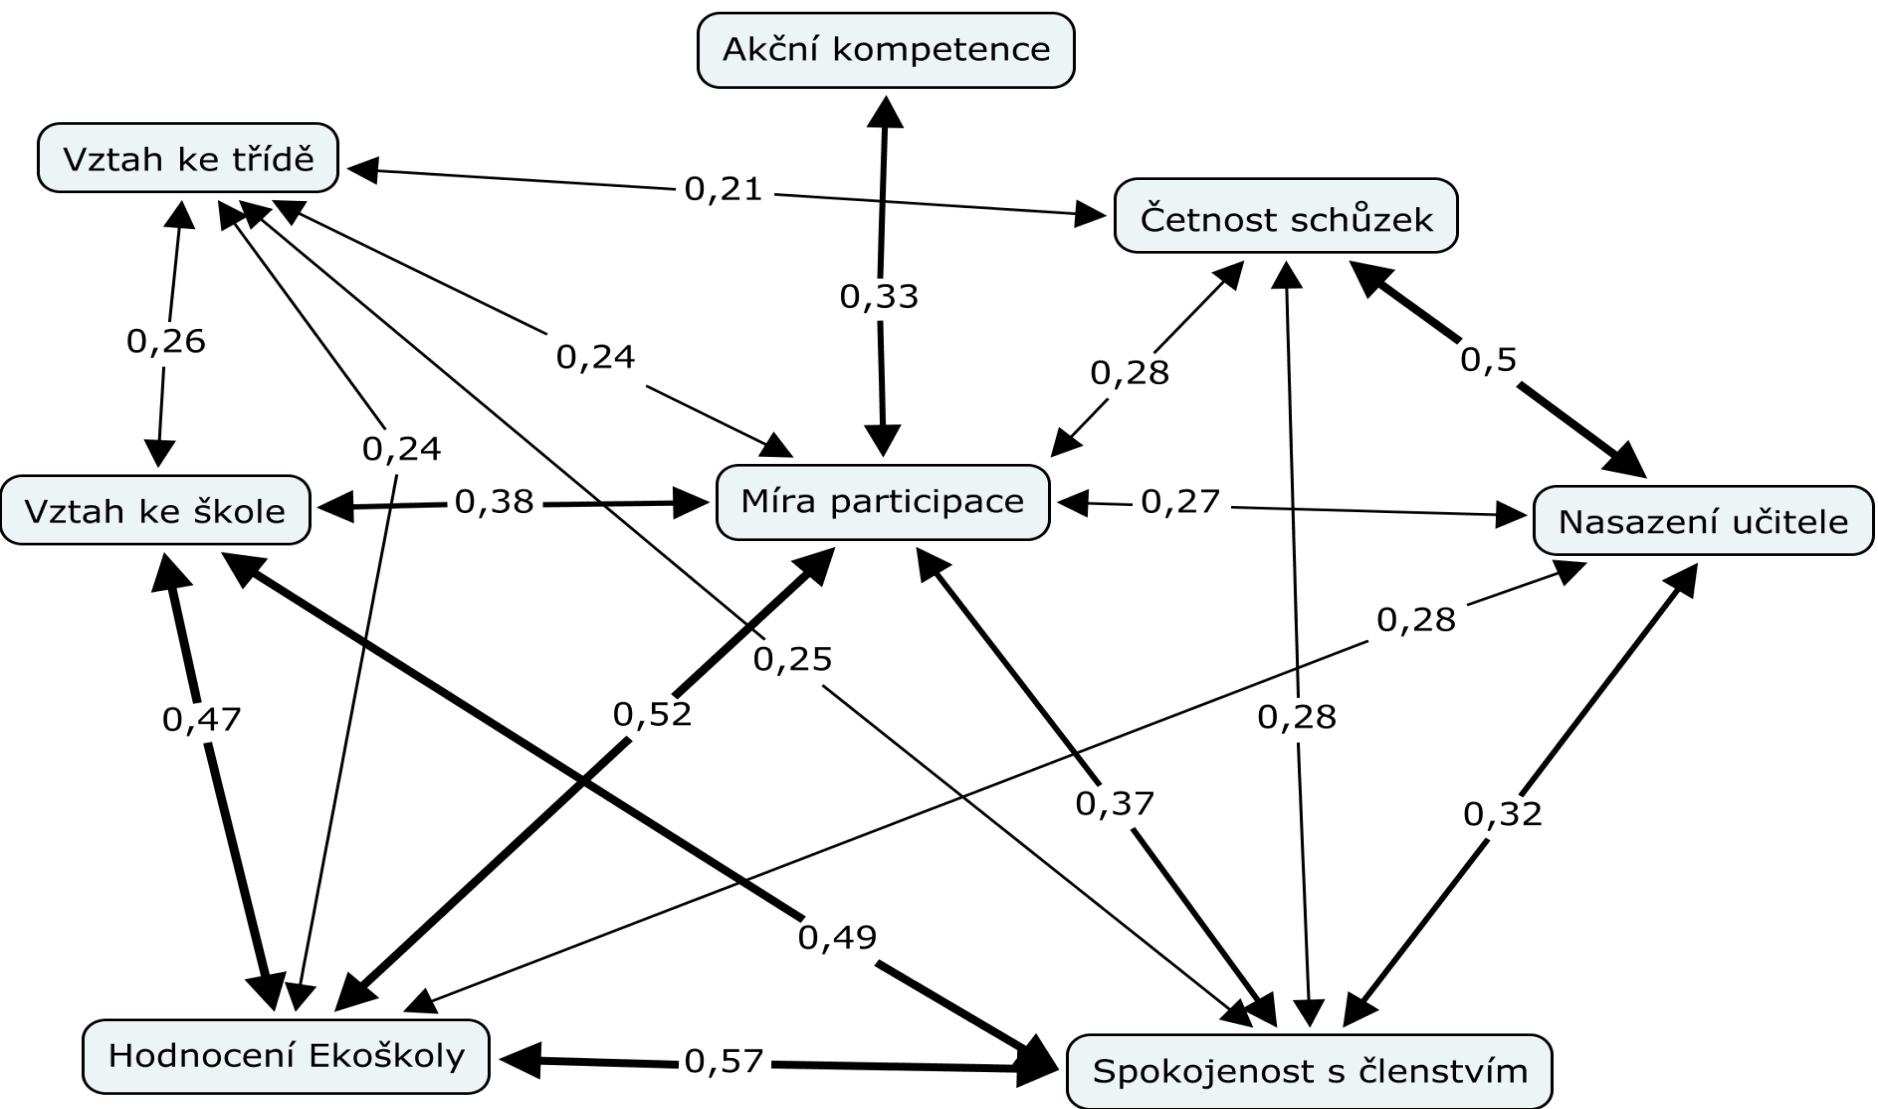 Akční kompetence
Vztah ke třídě
0,21
Četnost schůzek
0,33
0,26
0,24
0,28
0,5
0,24
Vztah ke škole
0,38
Míra participace
0,27
Nasazení učitele
0,28
0,25
0,52
0,47
0,28
0,37
0,32
0,49
Hodnocení Ekoškoly
0,57
Spokojenost s členstvím